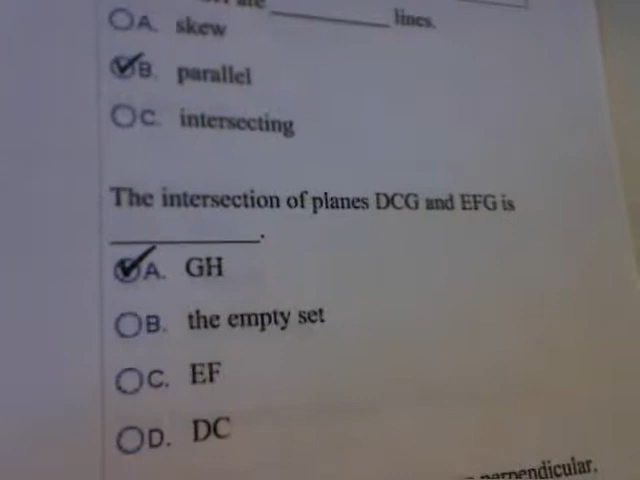 lines.
A. skew
B. parallel
C. intersecting
The intersection of planes DCG and EFG is
.
A. GH
B. the empty set
C. EF
D. DC
perpendicular.